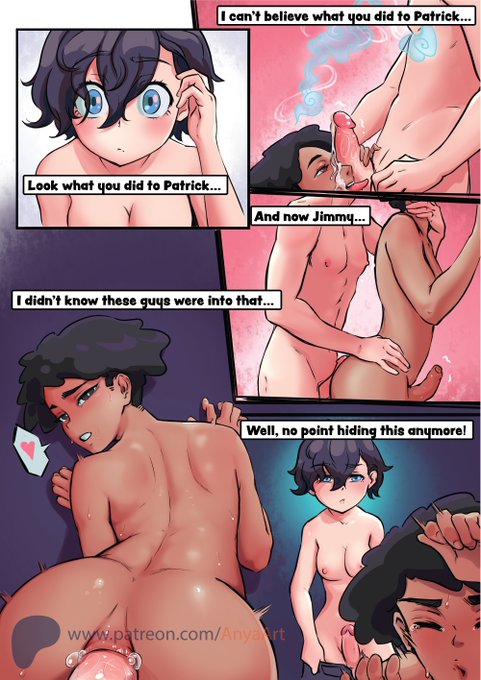 I can't believe what you did to Patrick...
Look what you did to Patrick...
And now Jimmy...
I didn't know these guys were into that...
Well, no point hiding this anymore!
www.patreon.com/AnyaArt